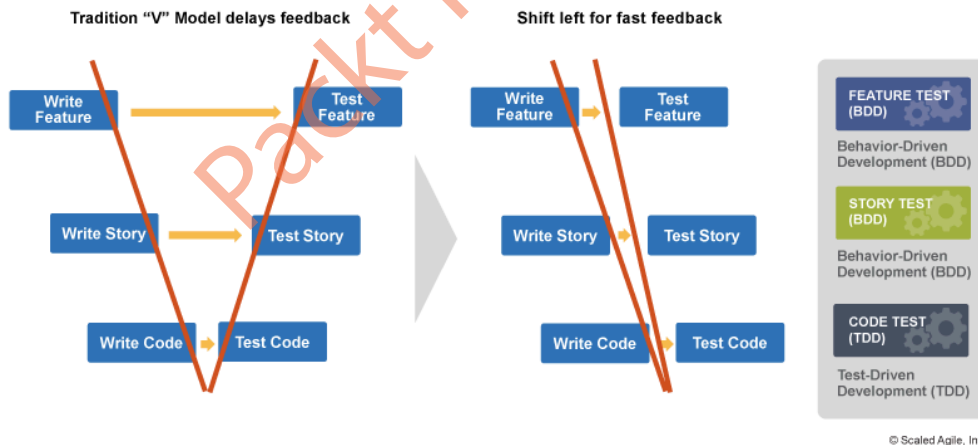 Tradition “V” Model delays feedback
Shift left for fast feedback
Write
Feature
Test
Feature
Write
Feature
Test
Feature
Write Story
Test Story
Write Story
Test Story
Write Code
Test Code
Write Code
Test Code
FEATURE TEST
(BDD)
Behavior-Driven
Development (BDD)
STORY TEST
(BDD)
Behavior-Driven
Development (BDD)
CODE TEST
(TDD)
Test-Driven
Development (TDD)
© Scaled Agile, In
Packt